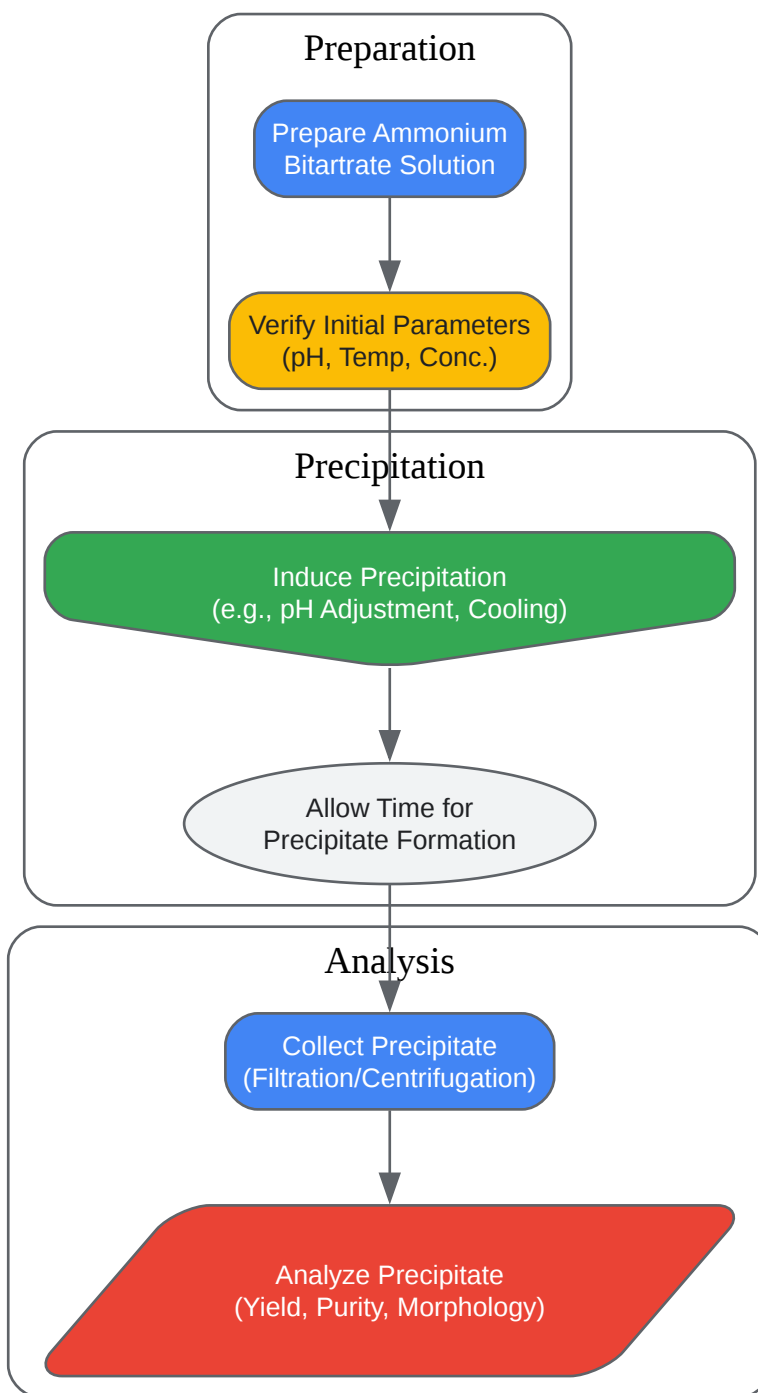 Preparation
Prepare Ammonium
Bitartrate Solution
Verify Initial Parameters
(pH, Temp, Conc.)
Precipitation
Induce Precipitation
(e.g., pH Adjustment, Cooling)
Allow Time for
Precipitate Formation
Analysis
Collect Precipitate
(Filtration/Centrifugation)
Analyze Precipitate
(Yield, Purity, Morphology)